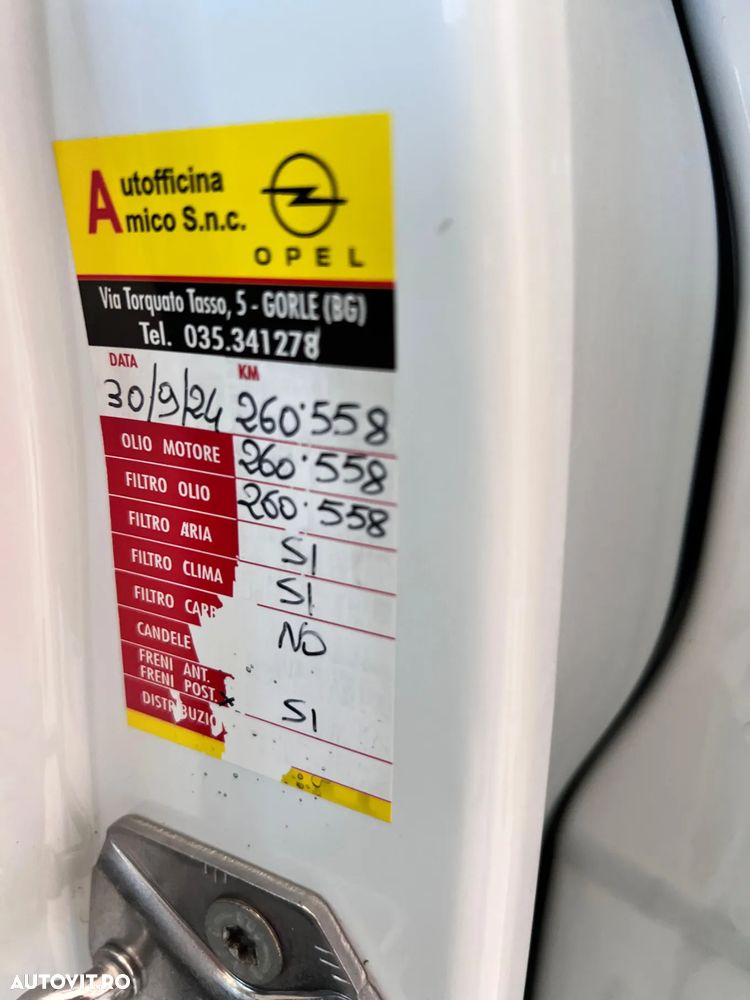 Autofficina
Amico S.n.c.
OPEL
Via Torquato Tasso, 5 - GORLE (BG)
Tel. 035.341278
DATA KM
30/9/24 260.558
OLIO MOTORE 260.558
FILTRO OLIO 260.558
FILTRO ARIA SI
FILTRO CLIMA SI
FILTRO CARB NO
CANDELE
FRENI ANT.
FRENI POST. x SI
DISTRIBUZIO
AUTOVIT.RO